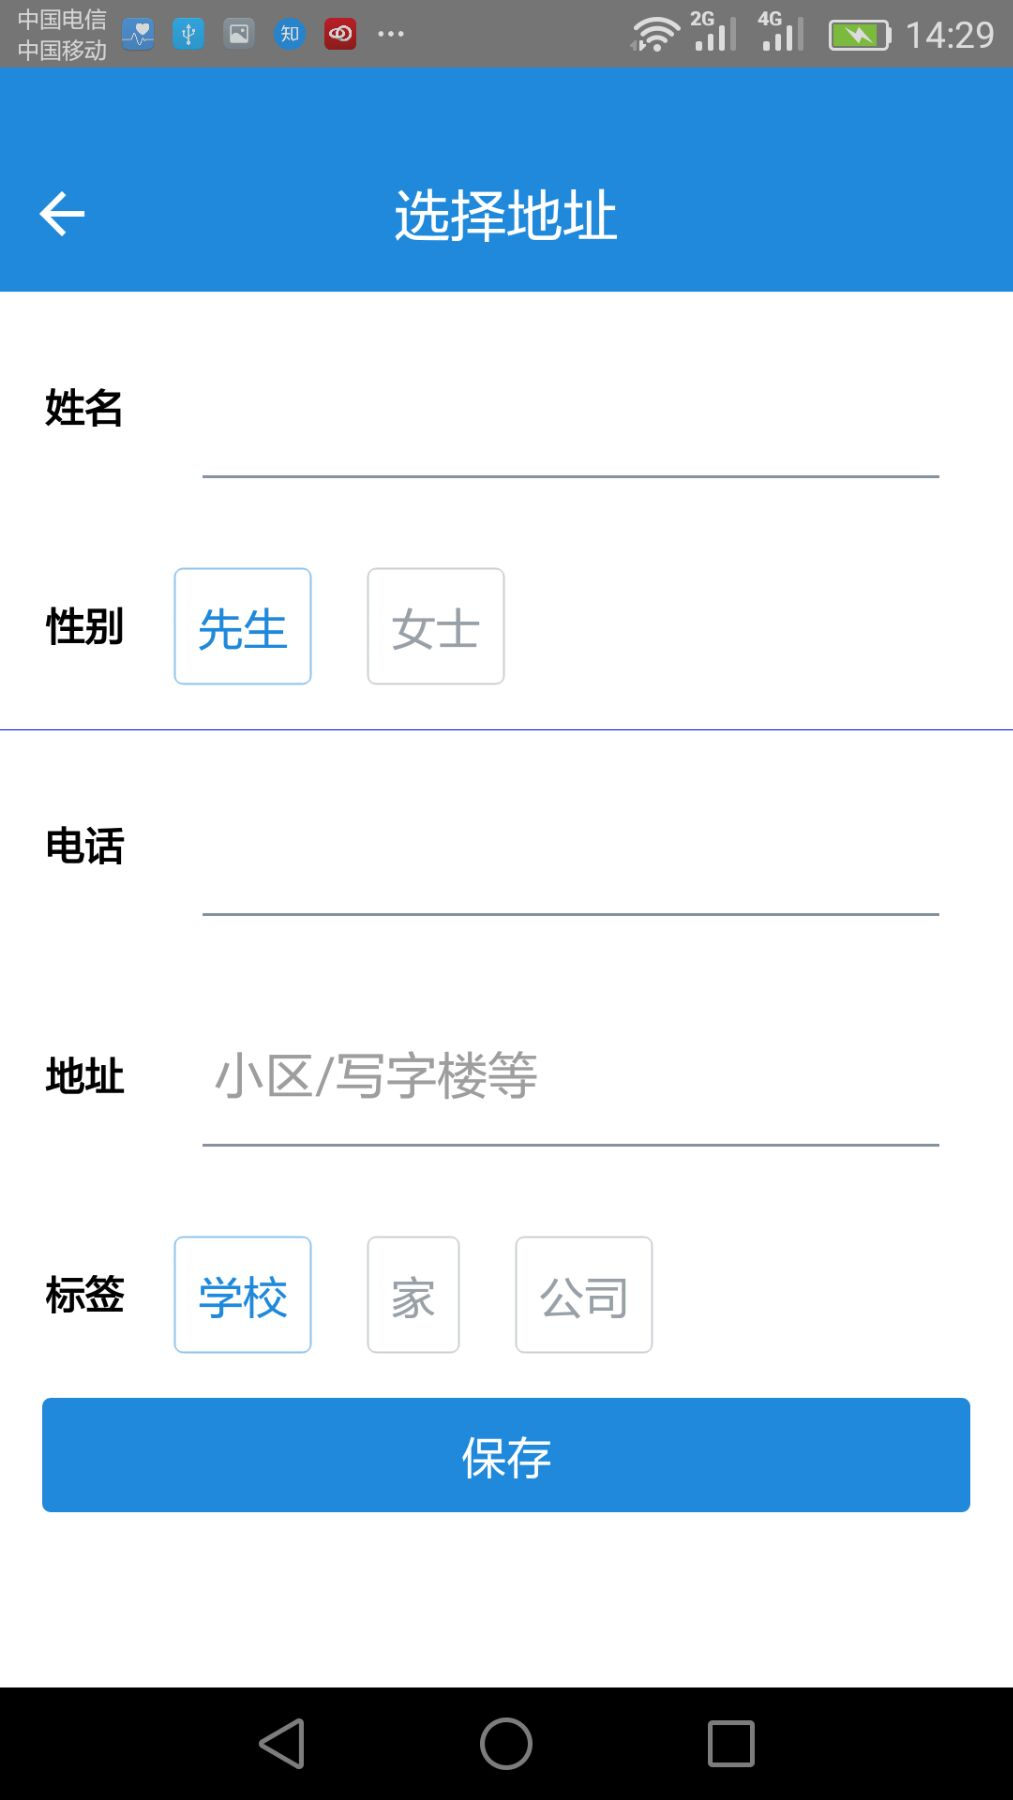 中国电信
中国移动
知
2G
4G
14:29
选择地址
姓名
性别 先生 女士
电话
地址 小区/写字楼等
标签 学校 家 公司
保存